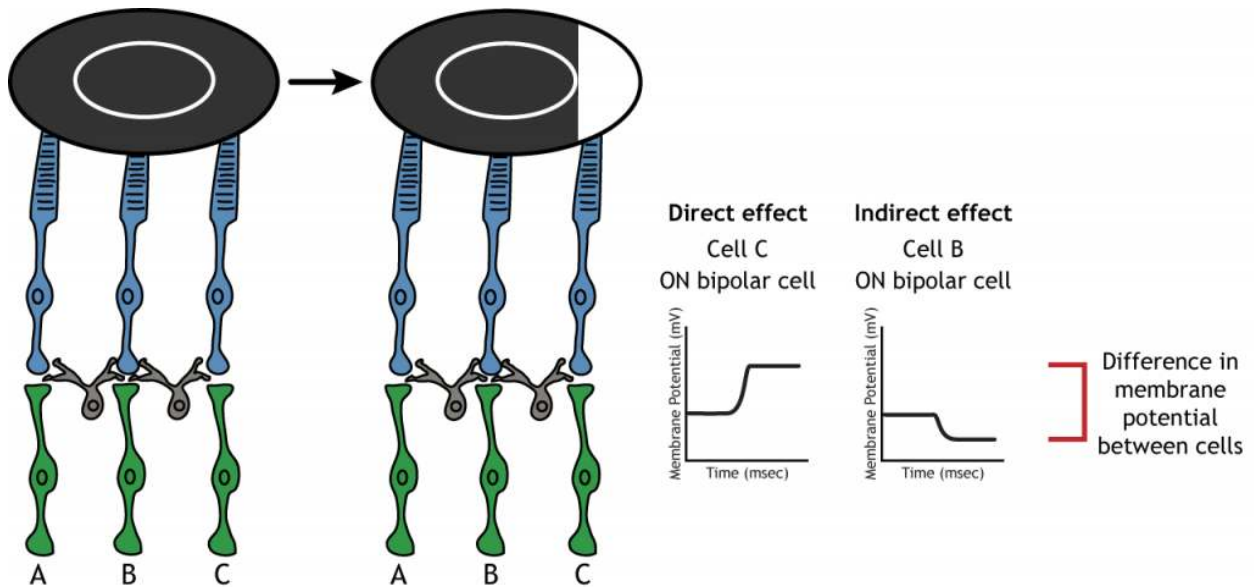 Direct effect
Cell C
ON bipolar cell
Membrane Potential (mV)
Time (msec)
Indirect effect
Cell B
ON bipolar cell
Membrane Potential (mV)
Time (msec)
Difference in
membrane
potential
between cells
A B C
A B C